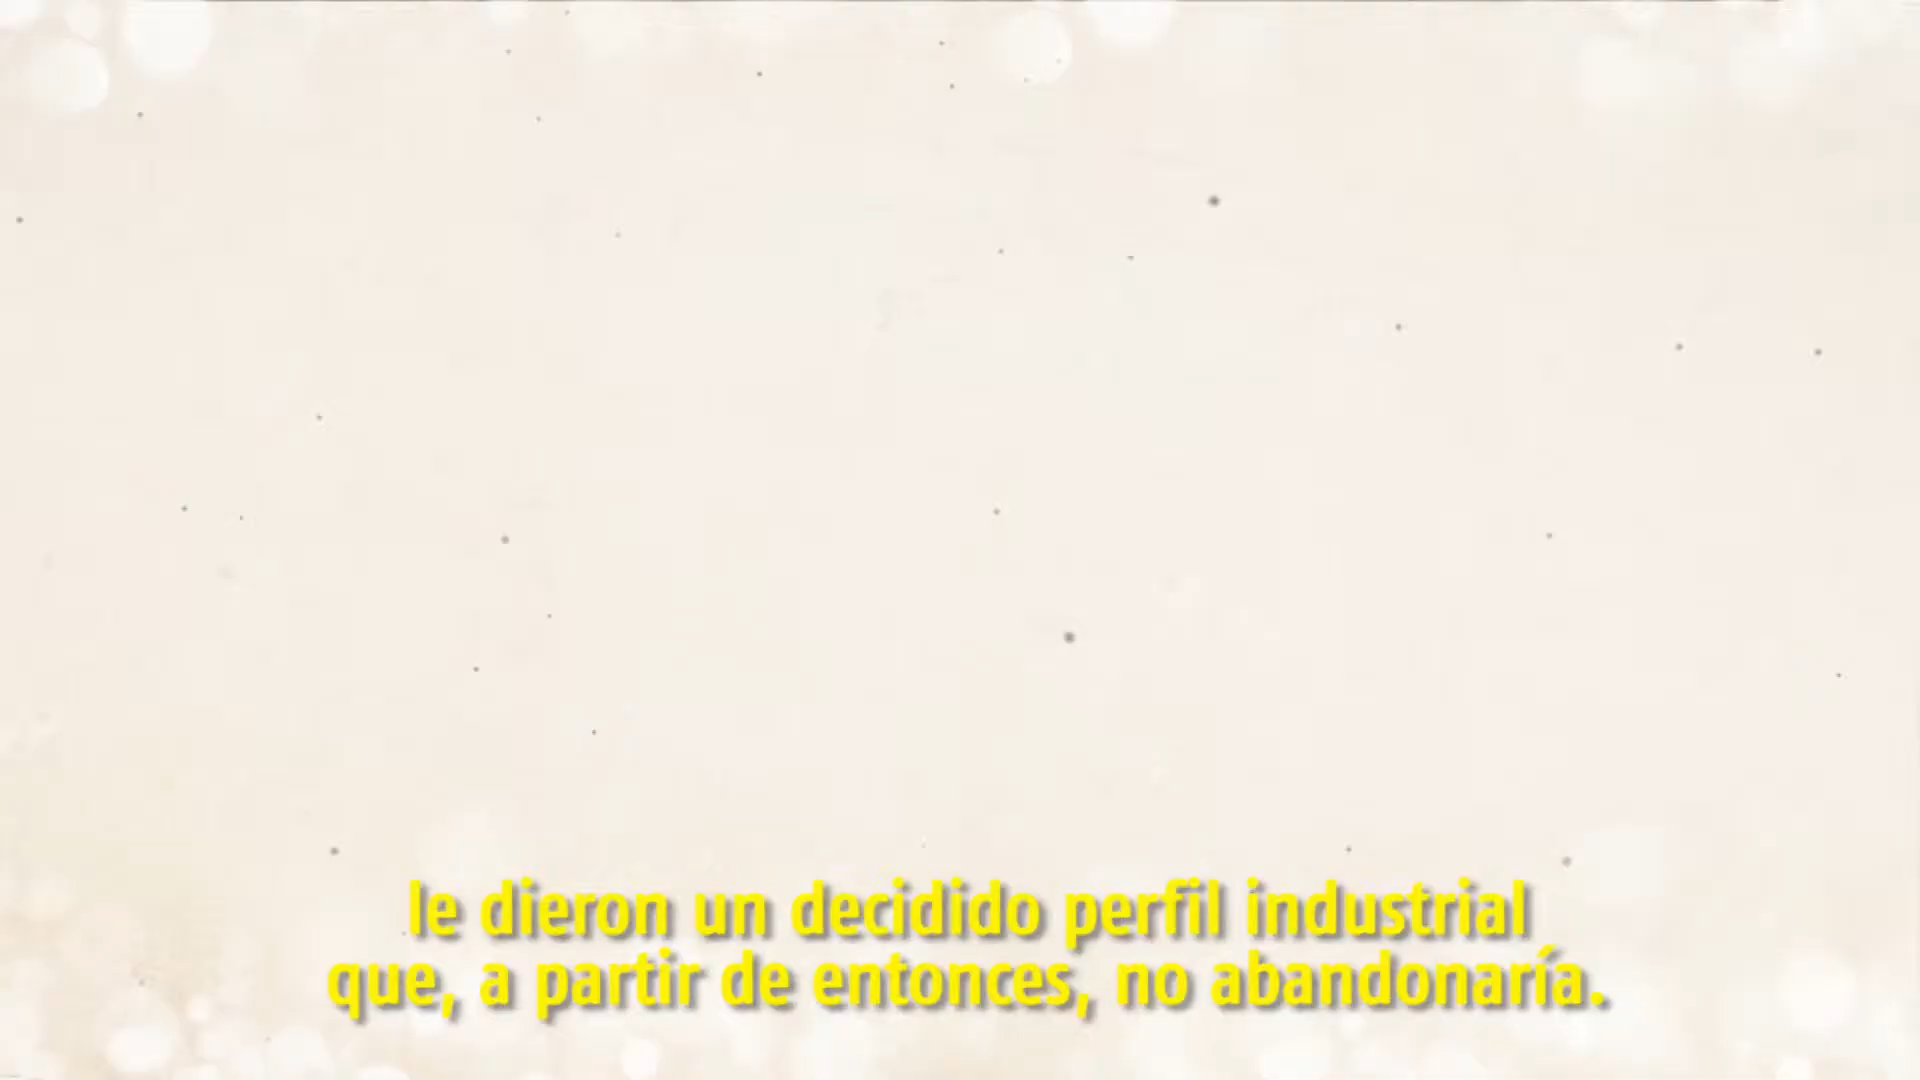 le dieron un decidido perfil industrial
que, a partir de entonces, no abandonaría.